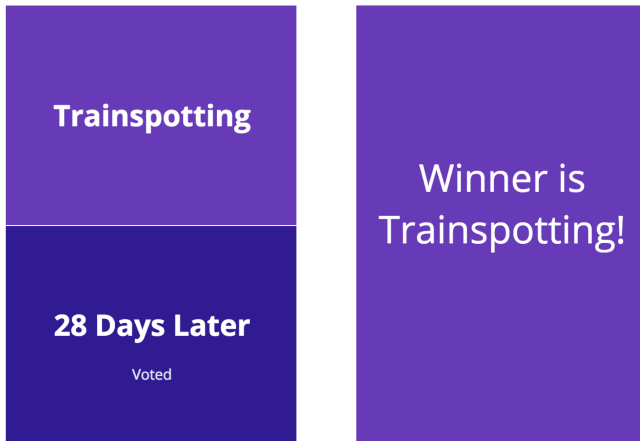 Trainspotting
28 Days Later
Voted
Winner is
Trainspotting!